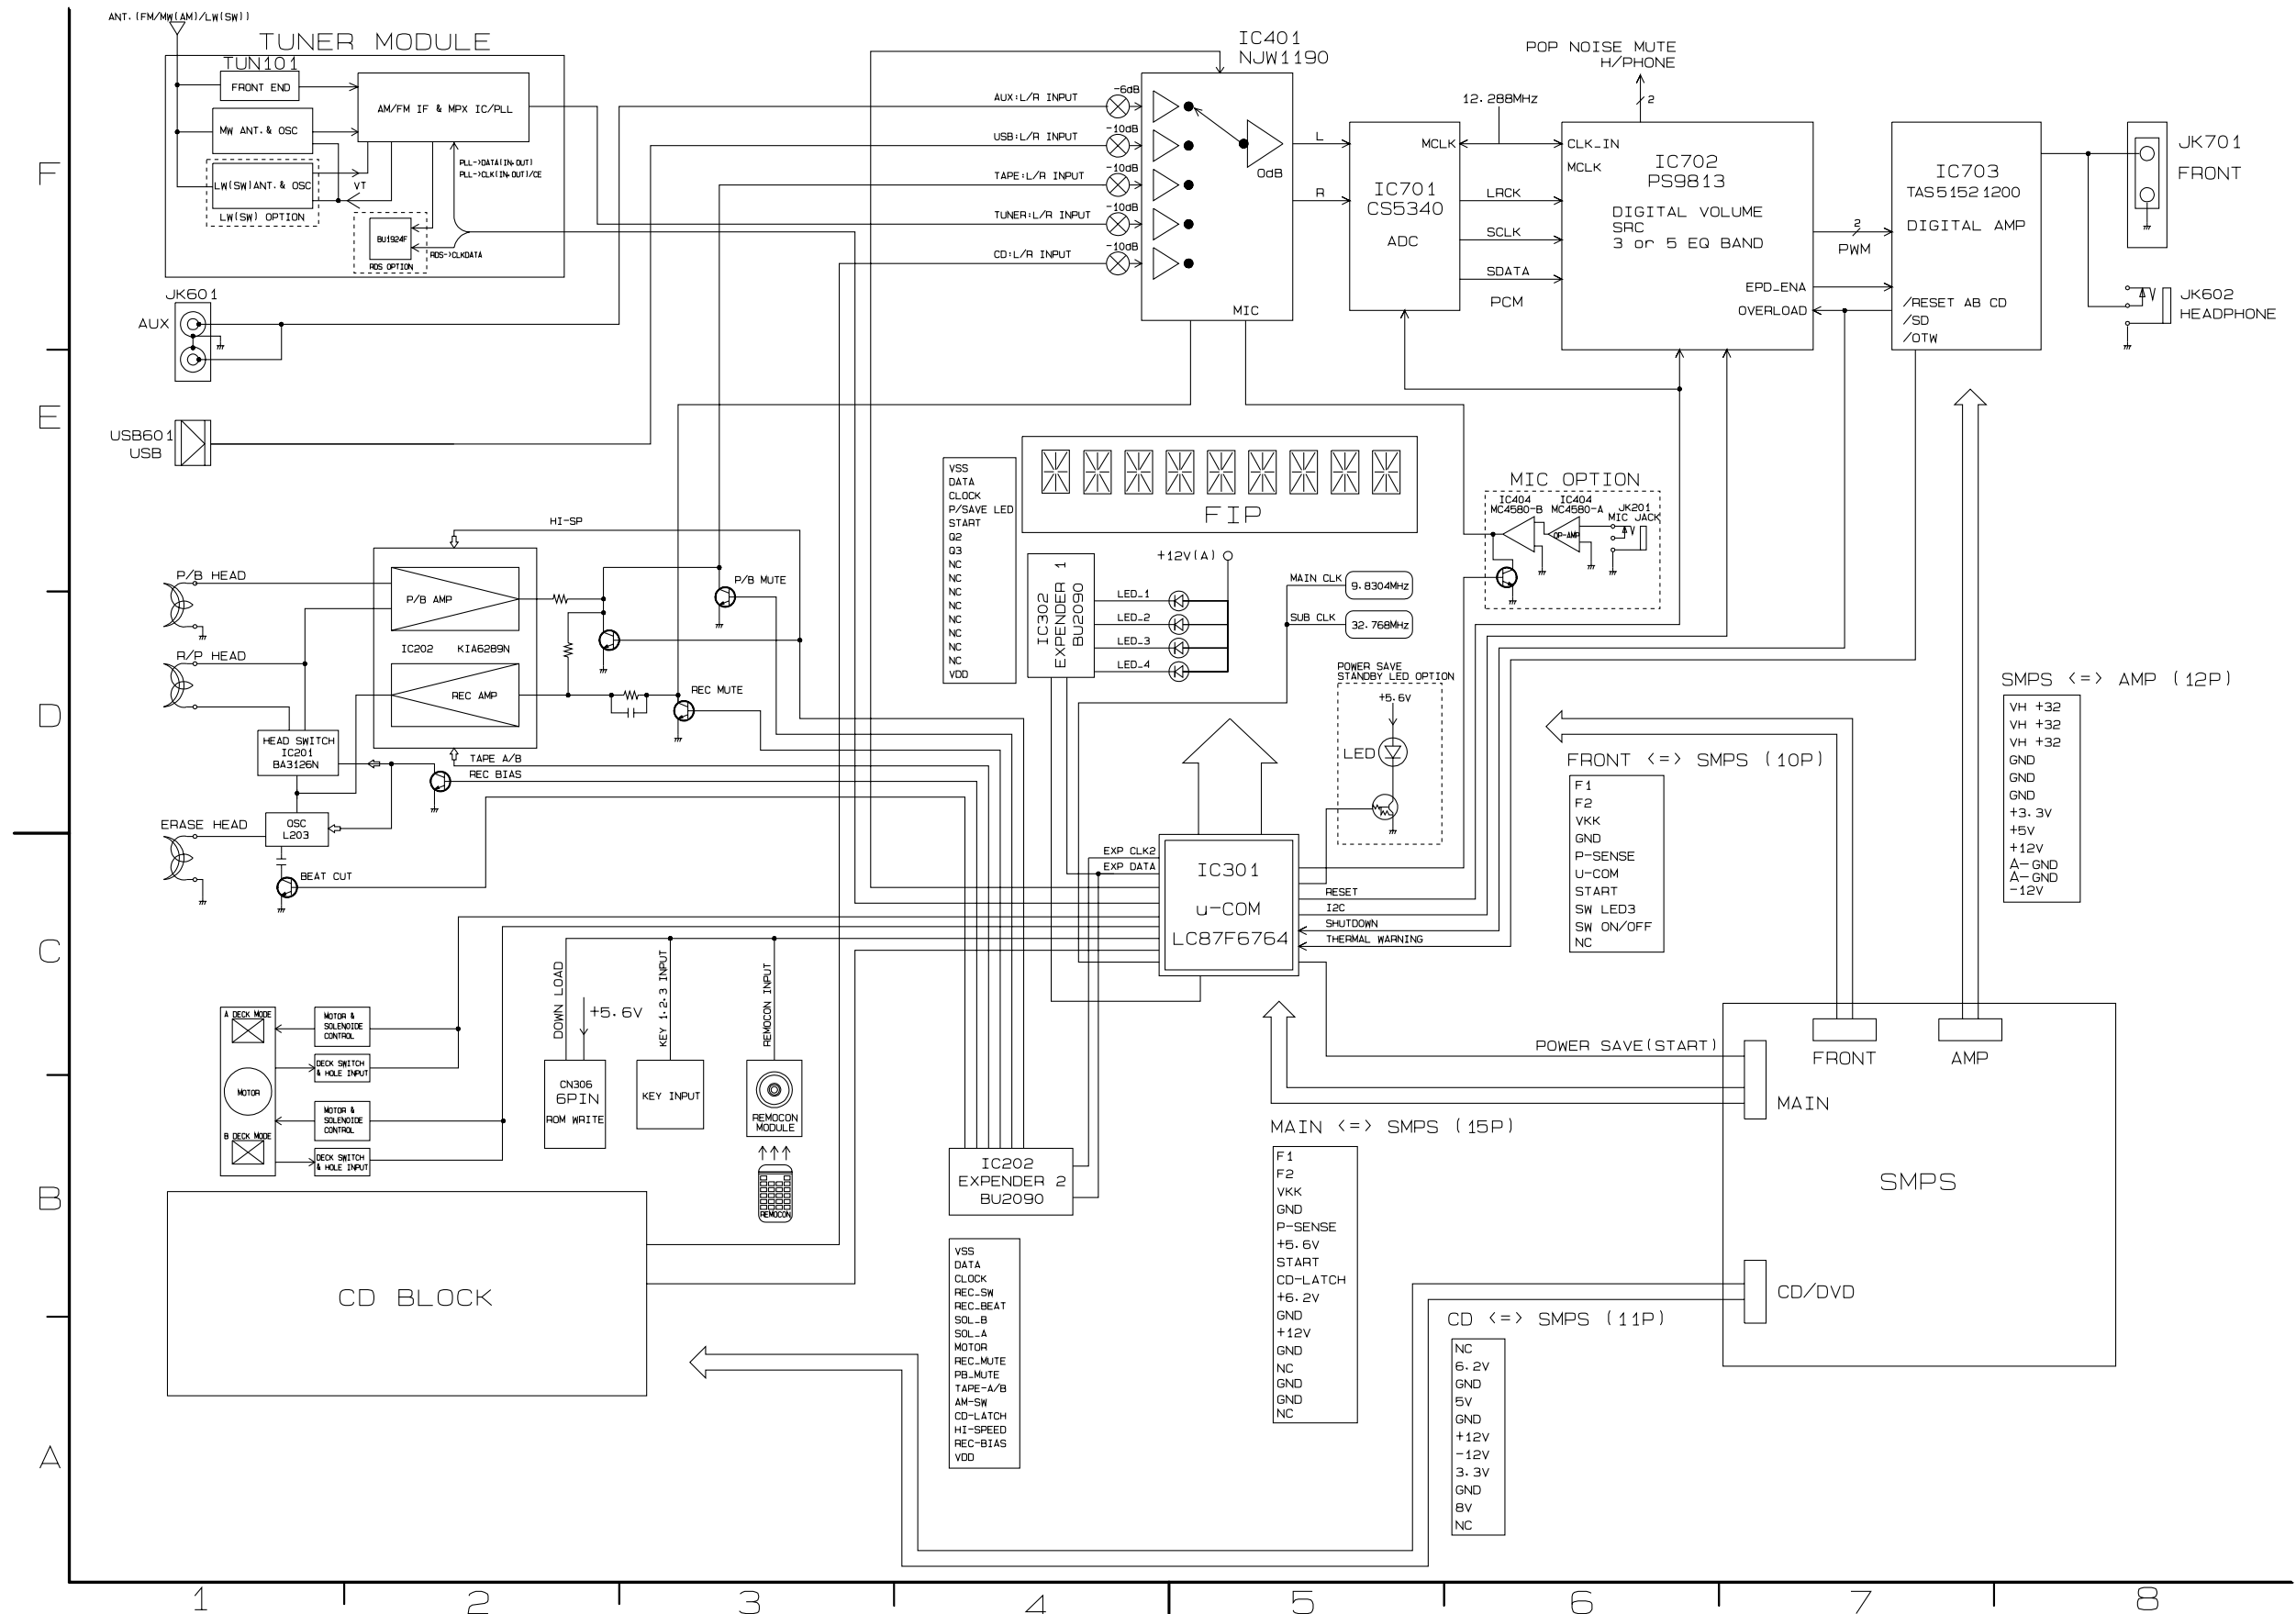 ANT.(FM/MW(AM)/LW(SW))
TUNER MODULE
TUN101
FRONT END
AM/FM IF & MPX IC/PLL
MW ANT.& OSC
LW(SW)ANT.& OSC
LW(SW) OPTION
VT
PLL->DATA(IN,OUT)
PLL->CLK(IN,OUT)/CE
BU1924F
RDS OPTION
RDS->CLKDATA
JK601
AUX
USB601
USB
IC401
NJW1190
AUX:L/R INPUT
-6dB
USB:L/R INPUT
-10dB
TAPE:L/R INPUT
-10dB
TUNER:L/R INPUT
-10dB
CD:L/R INPUT
-10dB
0dB
MIC
L
R
IC701
CS5340
ADC
MCLK
12.288MHz
LRCK
SCLK
SDATA
PCM
POP NOISE MUTE
H/PHONE
2
CLK_IN
MCLK
IC702
PS9813
DIGITAL VOLUME
SRC
3 or 5 EQ BAND
EPD_ENA
OVERLOAD
2
PWM
IC703
TAS5152 1200
DIGITAL AMP
/RESET AB CD
/SD
/OTW
JK701
FRONT
JK602
HEADPHONE
F
E
D
C
B
A
VSS
DATA
CLOCK
P/SAVE LED
START
Q2
Q3
NC
NC
NC
NC
NC
NC
NC
NC
VDD
FIP
IC302
EXPENDER 1
BU2090
LED_1
LED_2
LED_3
LED_4
+12V(A)
MAIN CLK
9.8304MHz
SUB CLK
32.768MHz
POWER SAVE
STANDBY LED OPTION
+5.6V
LED
MIC OPTION
IC404
MC4580-B
IC404
MC4580-A
OP-AMP
JK201
MIC JACK
HI-SP
P/B HEAD
P/B AMP
IC202 KIA6289N
REC AMP
P/B MUTE
REC MUTE
R/P HEAD
HEAD SWITCH
IC201
BA3126N
TAPE A/B
REC BIAS
ERASE HEAD
OSC
L203
BEAT CUT
EXP CLK2
EXP DATA
IC301
u-COM
LC87F6764
RESET
I2C
SHUTDOWN
THERMAL WARNING
FRONT <=> SMPS (10P)
F1
F2
VKK
GND
P-SENSE
U-COM
START
SW LED3
SW ON/OFF
NC
SMPS <=> AMP (12P)
VH +32
VH +32
VH +32
GND
GND
GND
+3.3V
+5V
+12V
A-GND
A-GND
-12V
A DECK MODE
MOTOR
B DECK MODE
MOTOR &
SOLENOIDE
CONTROL
DECK SWITCH
& HOLE INPUT
MOTOR &
SOLENOIDE
CONTROL
DECK SWITCH
& HOLE INPUT
DOWN LOAD
+5.6V
CN306
6PIN
ROM WRITE
KEY 1.2.3 INPUT
KEY INPUT
REMOCON INPUT
REMOCON
MODULE
REMOCON
IC202
EXPENDER 2
BU2090
VSS
DATA
CLOCK
REC_SW
REC_BEAT
SOL_B
SOL_A
MOTOR
REC_MUTE
PB_MUTE
TAPE-A/B
AM-SW
CD-LATCH
HI-SPEED
REC-BIAS
VDD
CD BLOCK
POWER SAVE(START)
MAIN <=> SMPS (15P)
F1
F2
VKK
GND
P-SENSE
+5.6V
START
CD-LATCH
+6.2V
GND
+12V
GND
NC
GND
GND
NC
FRONT
AMP
MAIN
SMPS
CD/DVD
CD <=> SMPS (11P)
NC
6.2V
GND
5V
GND
+12V
-12V
3.3V
GND
8V
NC
1
2
3
4
5
6
7
8